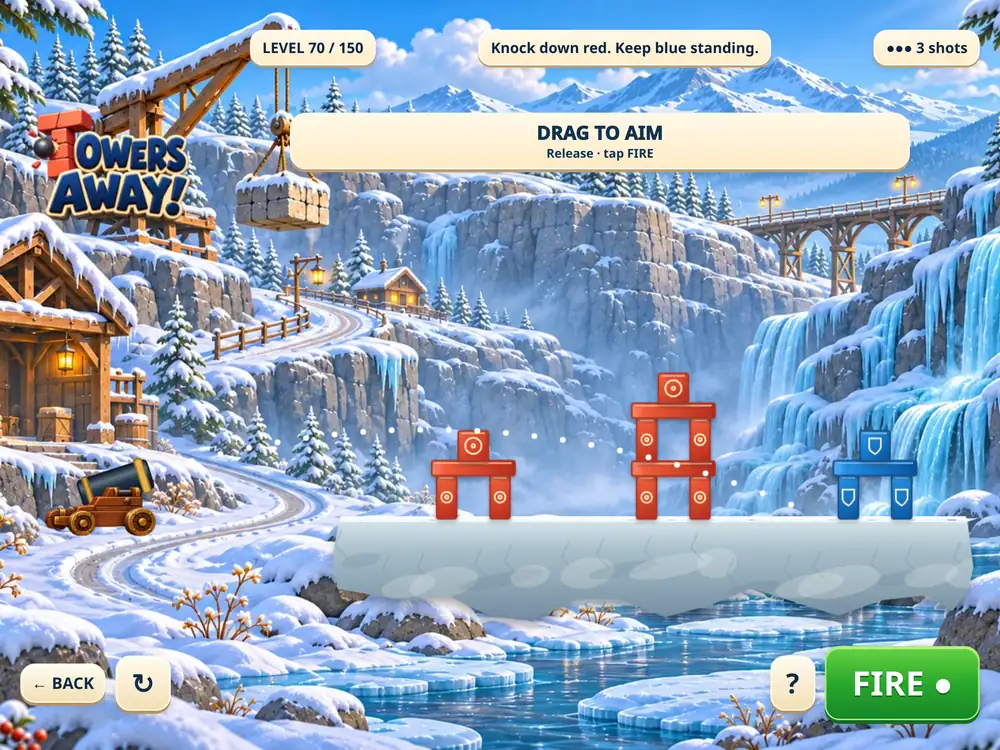 LEVEL 70 / 150
Knock down red. Keep blue standing.
●●● 3 shots
DRAG TO AIM
Release · tap FIRE
TOWERS
AWAY!
← BACK
↻
?
FIRE ●